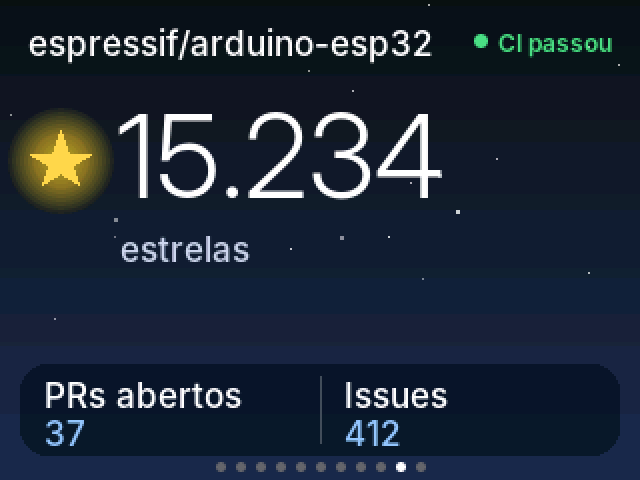 espressif/arduino-esp32
CI passou
15.234
estrelas
PRs abertos
37
Issues
412